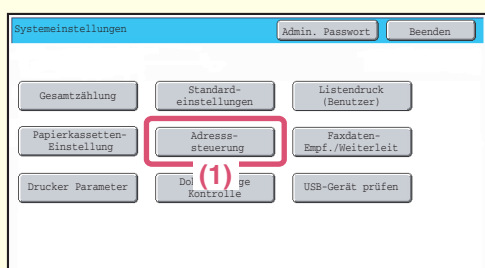 Systemeinstellungen
Admin. Passwort
Beenden
Gesamtzählung
Standard-
einstellungen
Listendruck
(Benutzer)
Papierkassetten-
Einstellung
Adresss-
steuerung
Faxdaten-
Empf./Weiterleit
(1)
Drucker Parameter
Kontrolle
USB-Gerät prüfen